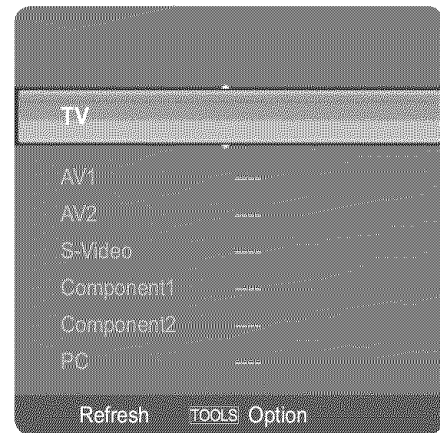 TV
AV1 ----
AV2 ----
S-Video ----
Component1 ----
Component2 ----
PC ----
Refresh TOOLS Option